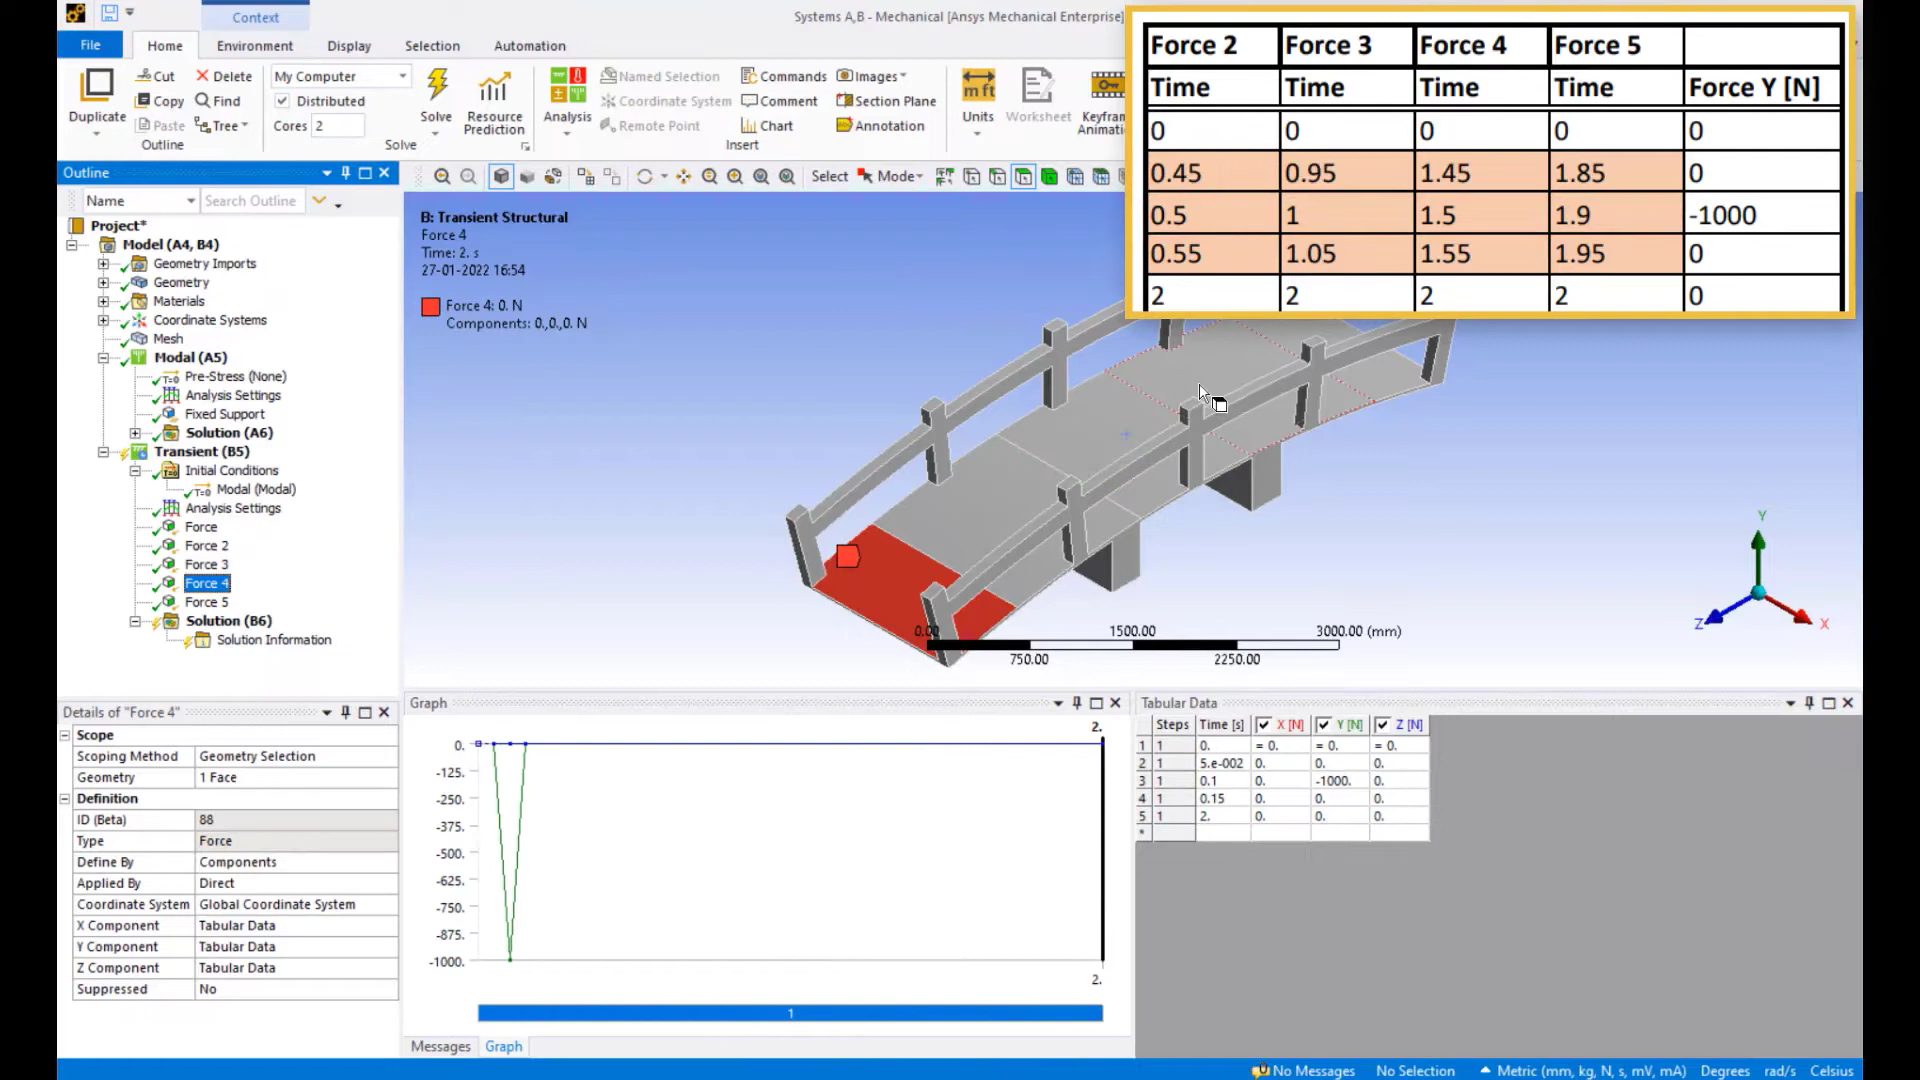 Context
Systems A,B - Mechanical [Ansys Mechanical Enterprise]
File Home Environment Display Selection Automation
Duplicate
Cut
Copy
Paste
Delete
Find
Tree
Outline
My Computer
Distributed
Cores 2
Solve
Resource Prediction
Solve
Analysis
Named Selection
Coordinate System
Remote Point
Commands
Comment
Chart
Images
Section Plane
Annotation
Insert
Units
Worksheet
Force 2 Force 3 Force 4 Force 5
Time Time Time Time Force Y [N]
0 0 0 0 0
0.45 0.95 1.45 1.85 0
0.5 1 1.5 1.9 -1000
0.55 1.05 1.55 1.95 0
2 2 2 2 0
Outline
Name Search Outline
Project*
Model (A4, B4)
Geometry Imports
Geometry
Materials
Coordinate Systems
Mesh
Modal (A5)
Pre-Stress (None)
Analysis Settings
Fixed Support
Solution (A6)
Transient (B5)
Initial Conditions
Modal (Modal)
Analysis Settings
Force
Force 2
Force 3
Force 4
Force 5
Solution (B6)
Solution Information
Select Mode
B: Transient Structural
Force 4
Time: 2. s
27-01-2022 16:54
Force 4: 0. N
Components: 0.,0.,0. N
0.00 1500.00 3000.00 (mm)
750.00 2250.00
Y
Z X
Details of "Force 4"
Scope
Scoping Method Geometry Selection
Geometry 1 Face
Definition
ID (Beta) 88
Type Force
Define By Components
Applied By Direct
Coordinate System Global Coordinate System
X Component Tabular Data
Y Component Tabular Data
Z Component Tabular Data
Suppressed No
Graph
2.
0.
-125.
-250.
-375.
-500.
-625.
-750.
-875.
-1000.
2.
1
Messages Graph
Tabular Data
Steps Time [s] X [N] Y [N] Z [N]
1 1 0. = 0. = 0. = 0.
2 1 5.e-002 0. 0. 0.
3 1 0.1 0. -1000. 0.
4 1 0.15 0. 0. 0.
5 1 2. 0. 0. 0.
*
No Messages No Selection Metric (mm, kg, N, s, mV, mA) Degrees rad/s Celsius